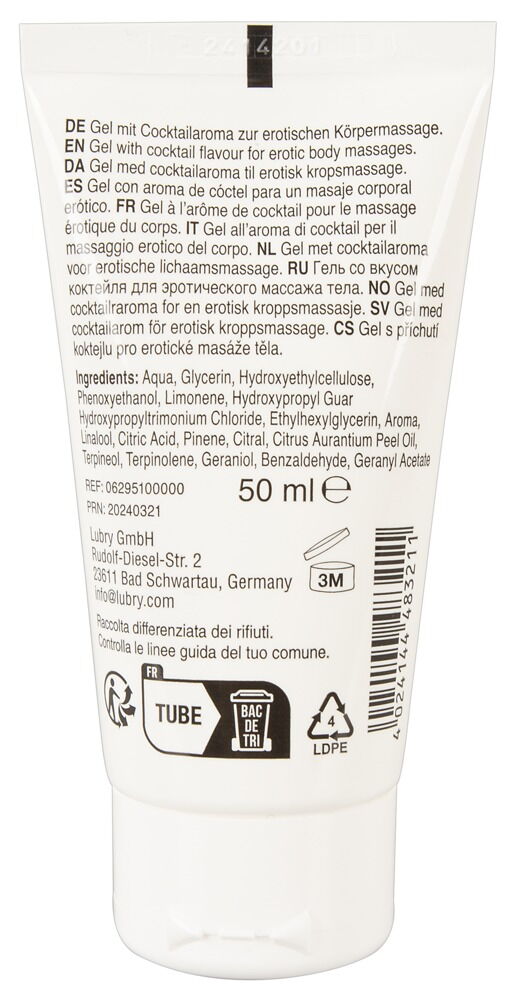 2414201
DE Gel mit Cocktailaroma zur erotischen Körpermassage.
EN Gel with cocktail flavour for erotic body massages.
DA Gel med cocktailaroma til erotisk kropsmassage.
ES Gel con aroma de cóctel para un masaje corporal
erótico. FR Gel à l'arôme de cocktail pour le massage
érotique du corps. IT Gel all'aroma di cocktail per il
massaggio erotico del corpo. NL Gel met cocktailaroma
voor erotische lichaamsmassage. RU Гель со вкусом
коктейля для эротического массажа тела. NO Gel med
cocktailraroma for en erotisk kroppsmassasje. SV Gel med
cocktailarom för erotisk kroppsmassage. CS Gel s příchutí
koktejlu pro erotické masáže těla.
Ingredients: Aqua, Glycerin, Hydroxyethylcellulose,
Phenoxyethanol, Limonene, Hydroxypropyl Guar
Hydroxypropyltrimonium Chloride, Ethylhexylglycerin, Aroma,
Linalool, Citric Acid, Pinene, Citral, Citrus Aurantium Peel Oil,
Terpineol, Terpinolene, Geraniol, Benzaldehyde, Geranyl Acetate
REF: 06295100000
PRN: 20240321
50 ml ℮
Lubry GmbH
Rudolf-Diesel-Str. 2
23611 Bad Schwartau, Germany
info@lubry.com
3M
Raccolta differenziata dei rifiuti.
Controlla le linee guida del tuo comune.
FR
TUBE
BAC
DE
TRI
4
LDPE
4 024144 483211